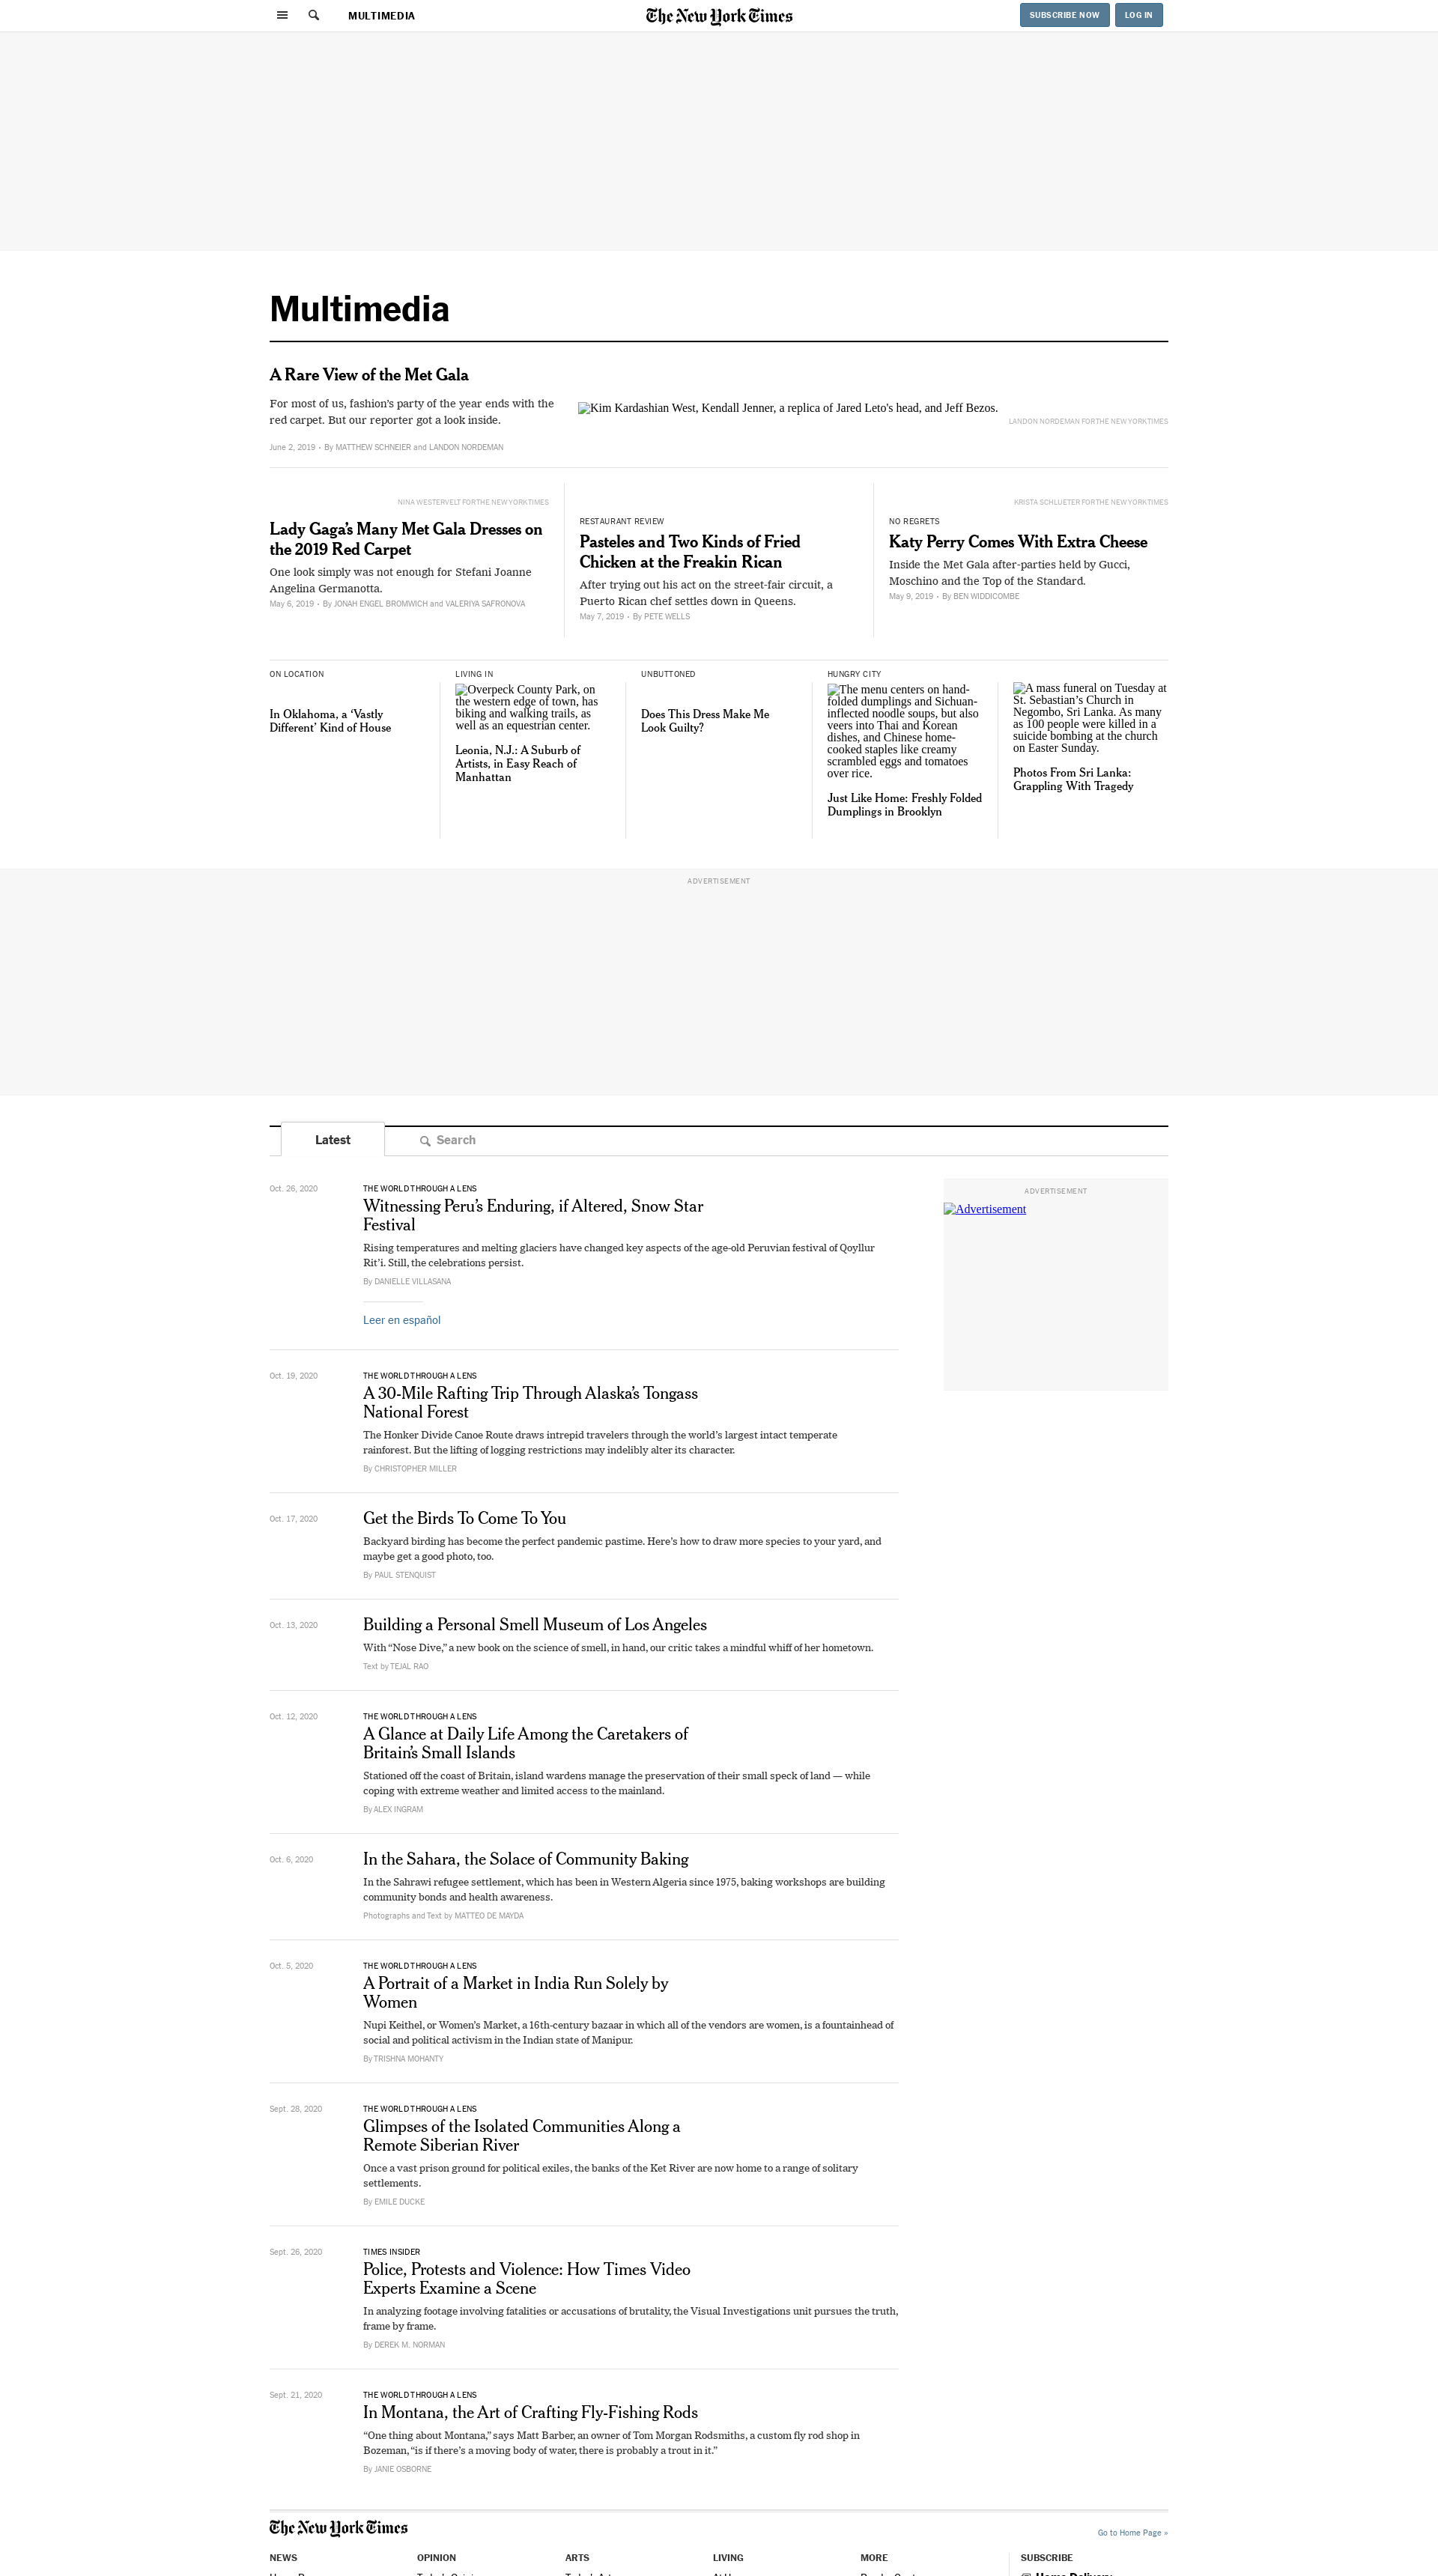 MULTIMEDIA
The New York Times
SUBSCRIBE NOW
LOG IN
Multimedia
A Rare View of the Met Gala
For most of us, fashion’s party of the year ends with the
red carpet. But our reporter got a look inside.
June 2, 2019 • By MATTHEW SCHNEIER and LANDON NORDEMAN
Kim Kardashian West, Kendall Jenner, a replica of Jared Leto's head, and Jeff Bezos.
LANDON NORDEMAN FOR THE NEW YORK TIMES
NINA WESTERVELT FOR THE NEW YORK TIMES
Lady Gaga’s Many Met Gala Dresses on
the 2019 Red Carpet
One look simply was not enough for Stefani Joanne
Angelina Germanotta.
May 6, 2019 • By JONAH ENGEL BROMWICH and VALERIYA SAFRONOVA
RESTAURANT REVIEW
Pasteles and Two Kinds of Fried
Chicken at the Freakin Rican
After trying out his act on the street-fair circuit, a
Puerto Rican chef settles down in Queens.
May 7, 2019 • By PETE WELLS
KRISTA SCHLUETER FOR THE NEW YORK TIMES
NO REGRETS
Katy Perry Comes With Extra Cheese
Inside the Met Gala after-parties held by Gucci,
Moschino and the Top of the Standard.
May 9, 2019 • By BEN WIDDICOMBE
ON LOCATION
In Oklahoma, a ‘Vastly
Different’ Kind of House
LIVING IN
Overpeck County Park, on
the western edge of town, has
biking and walking trails, as
well as an equestrian center.
Leonia, N.J.: A Suburb of
Artists, in Easy Reach of
Manhattan
UNBUTTONED
Does This Dress Make Me
Look Guilty?
HUNGRY CITY
The menu centers on hand-
folded dumplings and Sichuan-
inflected noodle soups, but also
veers into Thai and Korean
dishes, and Chinese home-
cooked staples like creamy
scrambled eggs and tomatoes
over rice.
Just Like Home: Freshly Folded
Dumplings in Brooklyn
A mass funeral on Tuesday at
St. Sebastian’s Church in
Negombo, Sri Lanka. As many
as 100 people were killed in a
suicide bombing at the church
on Easter Sunday.
Photos From Sri Lanka:
Grappling With Tragedy
ADVERTISEMENT
Latest
Search
Oct. 26, 2020
THE WORLD THROUGH A LENS
Witnessing Peru’s Enduring, if Altered, Snow Star
Festival
Rising temperatures and melting glaciers have changed key aspects of the age-old Peruvian festival of Qoyllur
Rit’i. Still, the celebrations persist.
By DANIELLE VILLASANA
Leer en español
ADVERTISEMENT
Advertisement
Oct. 19, 2020
THE WORLD THROUGH A LENS
A 30-Mile Rafting Trip Through Alaska’s Tongass
National Forest
The Honker Divide Canoe Route draws intrepid travelers through the world’s largest intact temperate
rainforest. But the lifting of logging restrictions may indelibly alter its character.
By CHRISTOPHER MILLER
Oct. 17, 2020
Get the Birds To Come To You
Backyard birding has become the perfect pandemic pastime. Here’s how to draw more species to your yard, and
maybe get a good photo, too.
By PAUL STENQUIST
Oct. 13, 2020
Building a Personal Smell Museum of Los Angeles
With “Nose Dive,” a new book on the science of smell, in hand, our critic takes a mindful whiff of her hometown.
Text by TEJAL RAO
Oct. 12, 2020
THE WORLD THROUGH A LENS
A Glance at Daily Life Among the Caretakers of
Britain’s Small Islands
Stationed off the coast of Britain, island wardens manage the preservation of their small speck of land — while
coping with extreme weather and limited access to the mainland.
By ALEX INGRAM
Oct. 6, 2020
In the Sahara, the Solace of Community Baking
In the Sahrawi refugee settlement, which has been in Western Algeria since 1975, baking workshops are building
community bonds and health awareness.
Photographs and Text by MATTEO DE MAYDA
Oct. 5, 2020
THE WORLD THROUGH A LENS
A Portrait of a Market in India Run Solely by
Women
Nupi Keithel, or Women’s Market, a 16th-century bazaar in which all of the vendors are women, is a fountainhead of
social and political activism in the Indian state of Manipur.
By TRISHNA MOHANTY
Sept. 28, 2020
THE WORLD THROUGH A LENS
Glimpses of the Isolated Communities Along a
Remote Siberian River
Once a vast prison ground for political exiles, the banks of the Ket River are now home to a range of solitary
settlements.
By EMILE DUCKE
Sept. 26, 2020
TIMES INSIDER
Police, Protests and Violence: How Times Video
Experts Examine a Scene
In analyzing footage involving fatalities or accusations of brutality, the Visual Investigations unit pursues the truth,
frame by frame.
By DEREK M. NORMAN
Sept. 21, 2020
THE WORLD THROUGH A LENS
In Montana, the Art of Crafting Fly-Fishing Rods
“One thing about Montana,” says Matt Barber, an owner of Tom Morgan Rodsmiths, a custom fly rod shop in
Bozeman, “is if there’s a moving body of water, there is probably a trout in it.”
By JANIE OSBORNE
The New York Times
Go to Home Page »
NEWS
OPINION
ARTS
LIVING
MORE
SUBSCRIBE